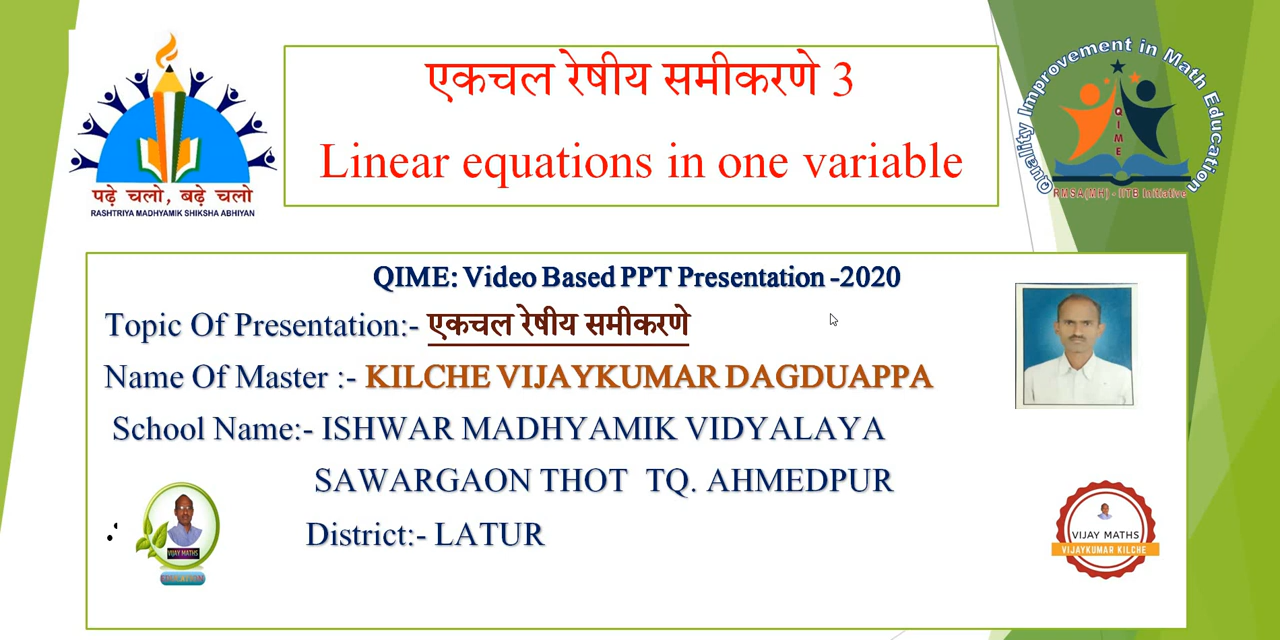 एकचल रेषीय समीकरणे 3
Linear equations in one variable
पढ़े चलो, बढ़े चलो
RASHTRIYA MADHYAMIK SHIKSHA ABHIYAN
Quality Improvement in Math Education
QIME
RMSA(MH) - IITB Initiative
QIME: Video Based PPT Presentation -2020
Topic Of Presentation:- एकचल रेषीय समीकरणे
Name Of Master :- KILCHE VIJAYKUMAR DAGDUAPPA
School Name:- ISHWAR MADHYAMIK VIDYALAYA
SAWARGAON THOT TQ. AHMEDPUR
District:- LATUR
VIJAY MATHS
VIJAY MATHS
VIJAYKUMAR KILCHE